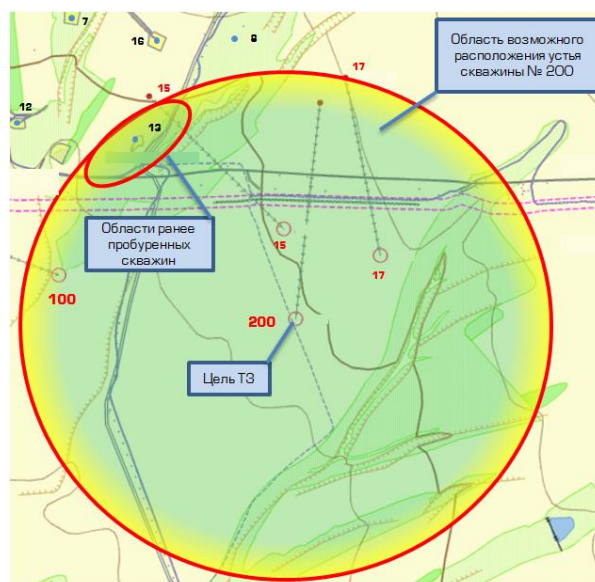 7
16
8
Область возможного
расположения устья
скважины № 200
17
15
12
13
Области ранее
пробуренных
скважин
15
17
100
200
Цель ТЗ